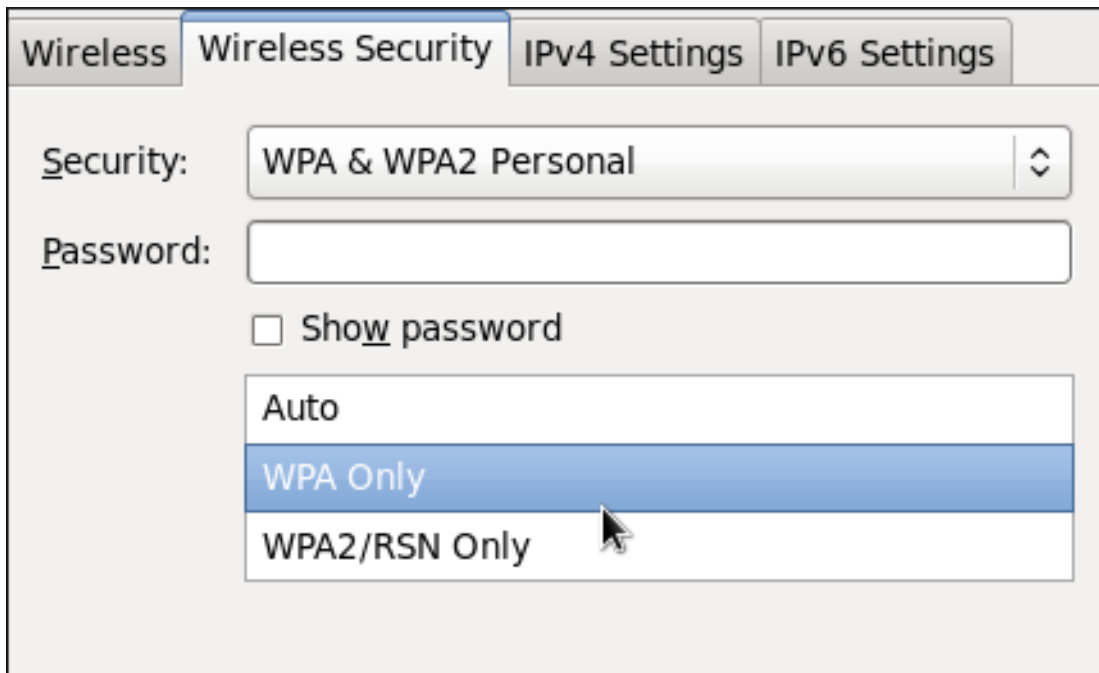 Wireless Wireless Security IPv4 Settings IPv6 Settings
Security: WPA & WPA2 Personal
Password:
Show password
Auto
WPA Only
WPA2/RSN Only